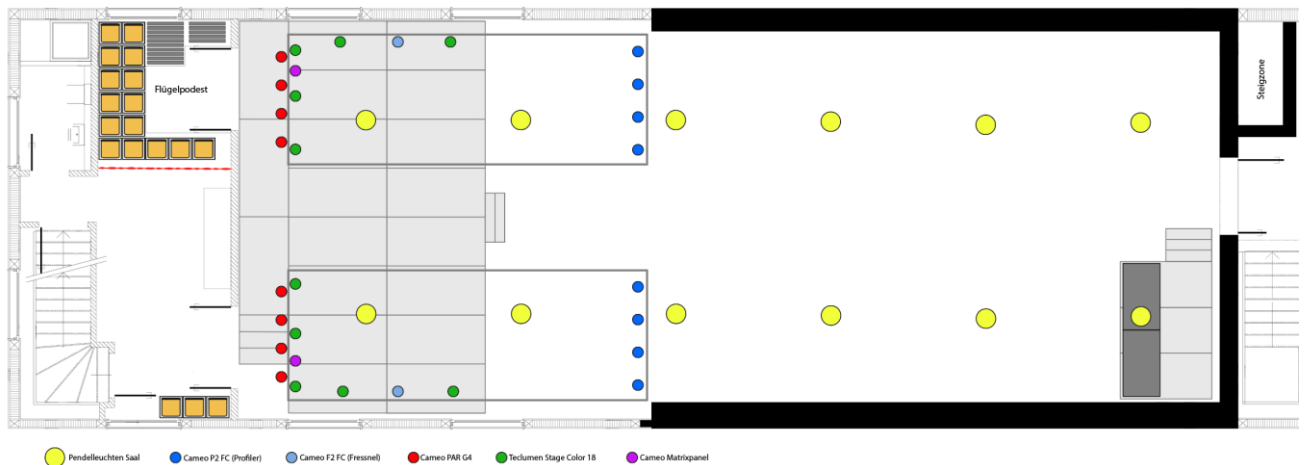 Flügelpodest
Steigzone
Pendelleuchten Saal
Cameo P2 FC (Profiler)
Cameo F2 FC (Fressnel)
Cameo PAR G4
Teclumen Stage Color 18
Cameo Matrixpanel